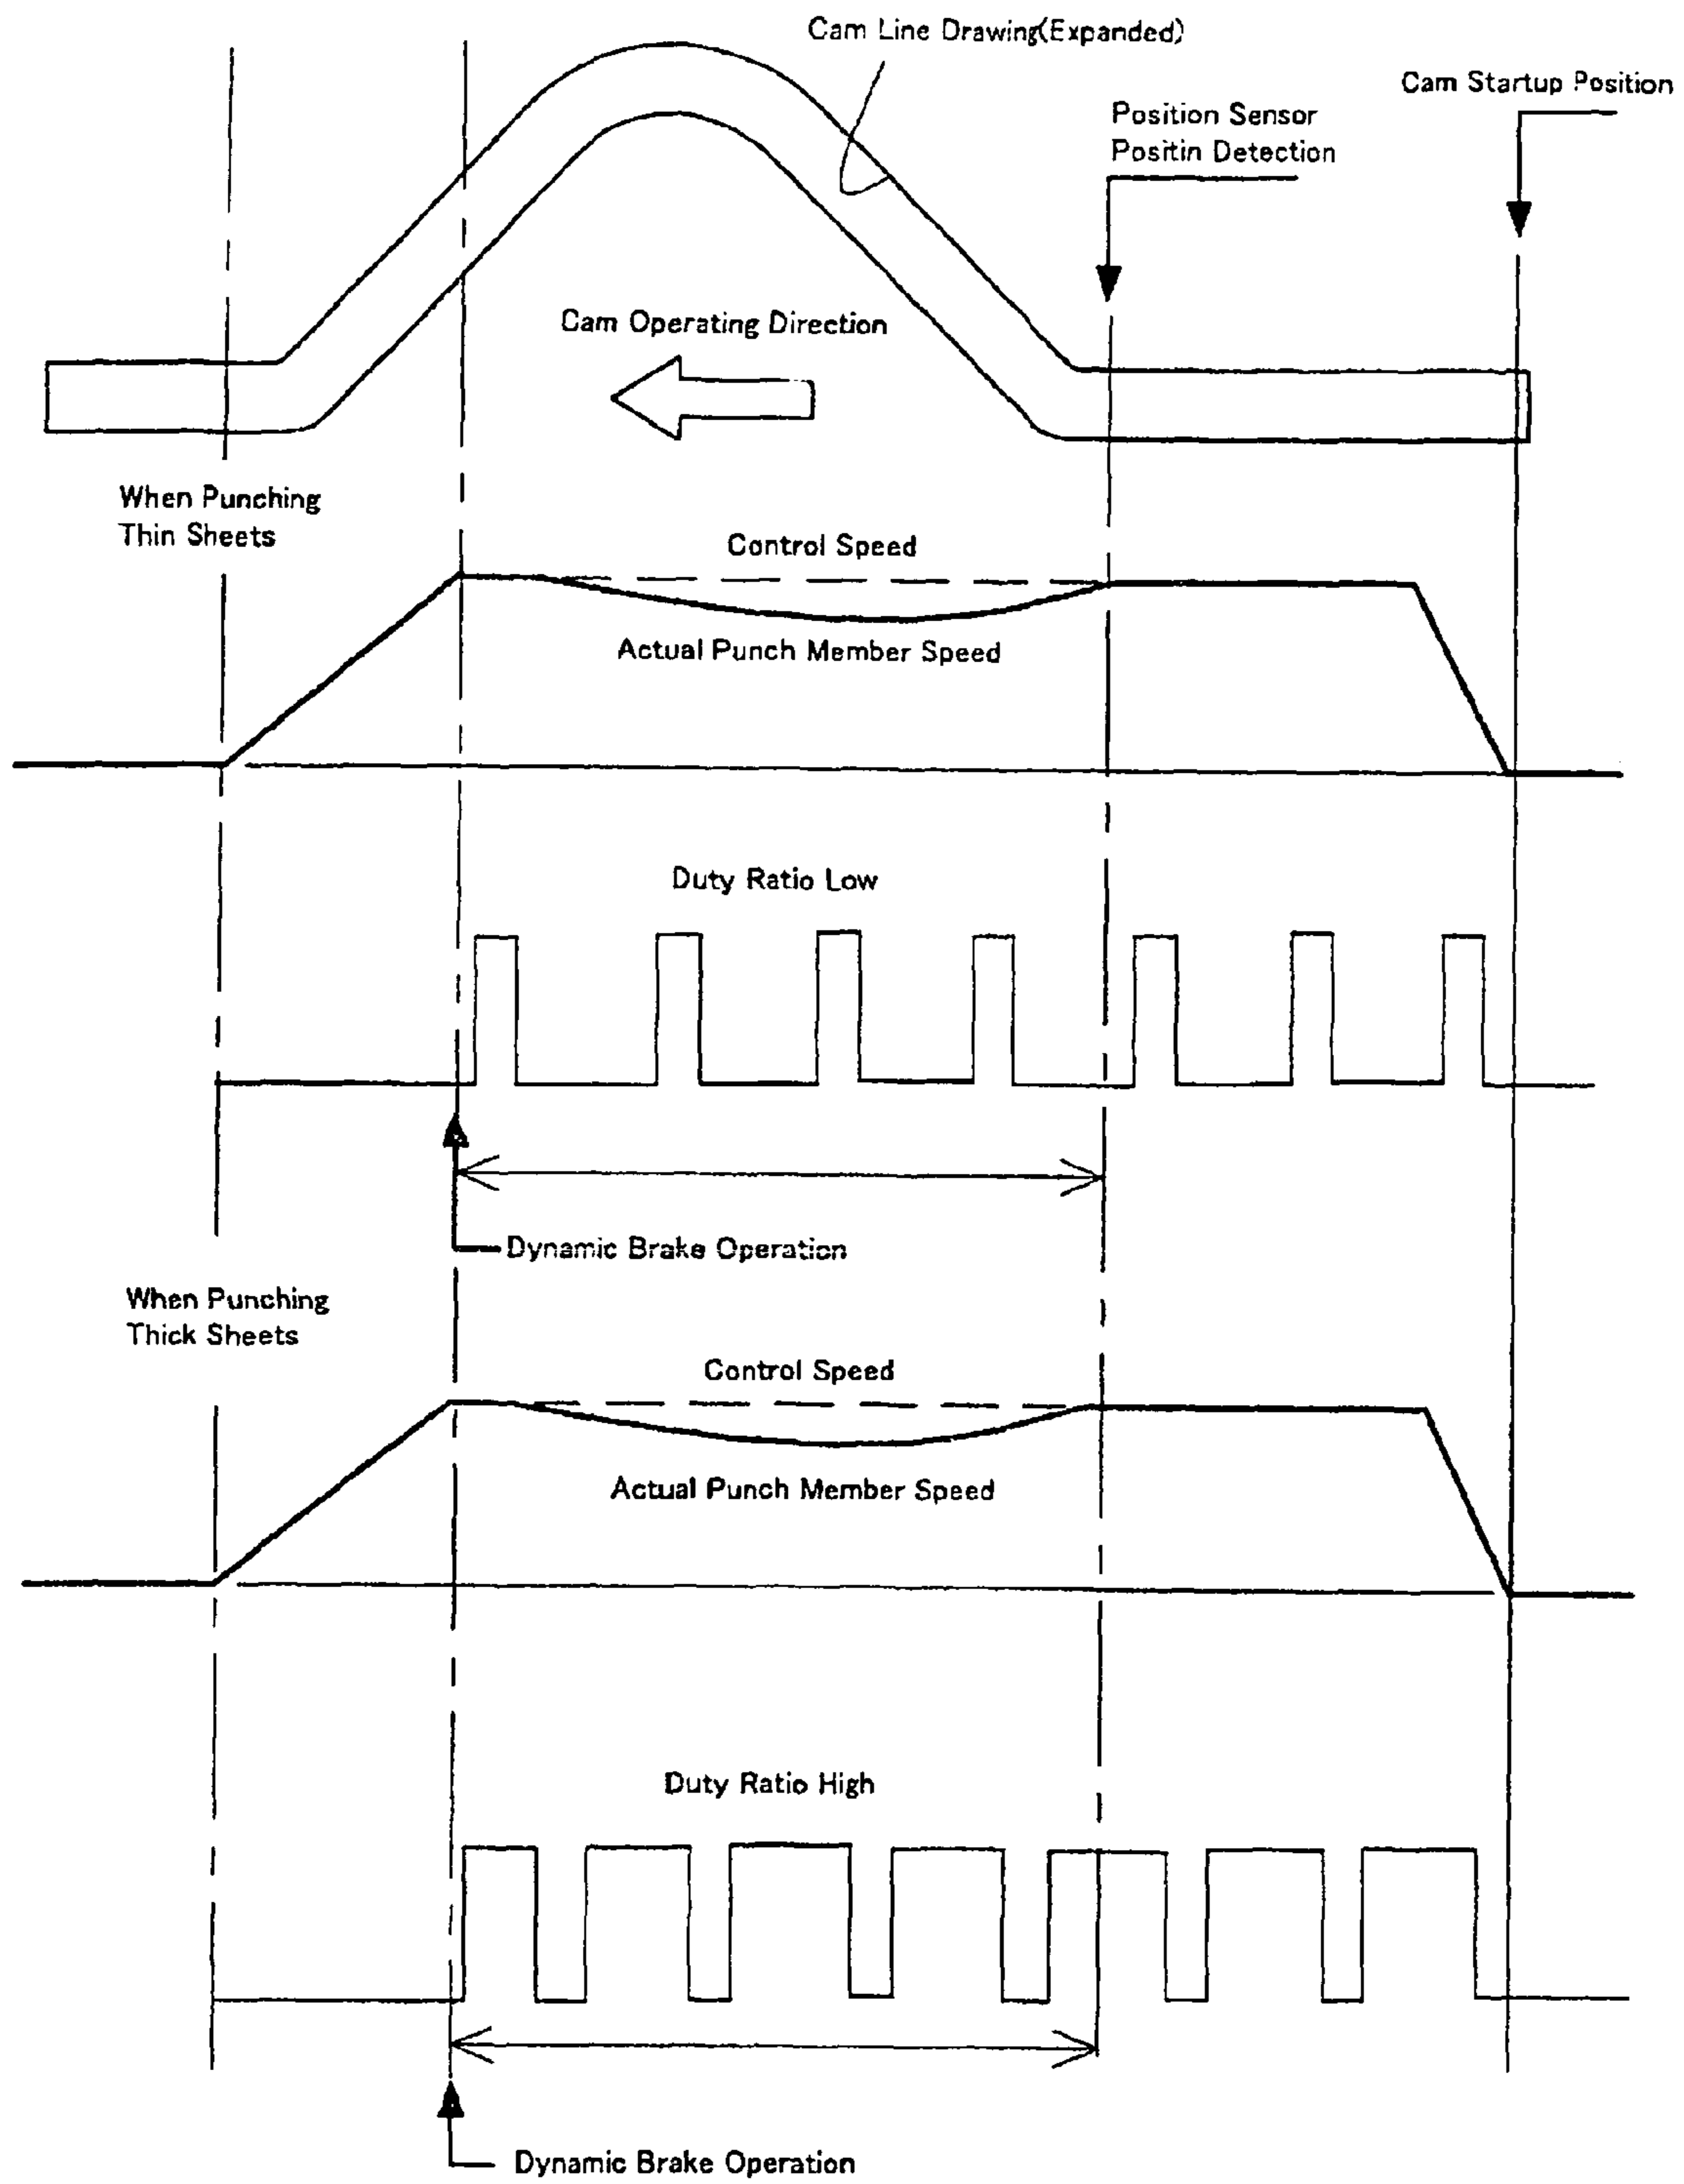 Cam Line Drawing(Expanded)
Cam Startup Position
Position Sensor
Positin Detection
Cam Operating Direction
When Punching
Thin Sheets
Control Speed
Actual Punch Member Speed
Duty Ratio Low
Dynamic Brake Operation
When Punching
Thick Sheets
Control Speed
Actual Punch Member Speed
Duty Ratio High
Dynamic Brake Operation